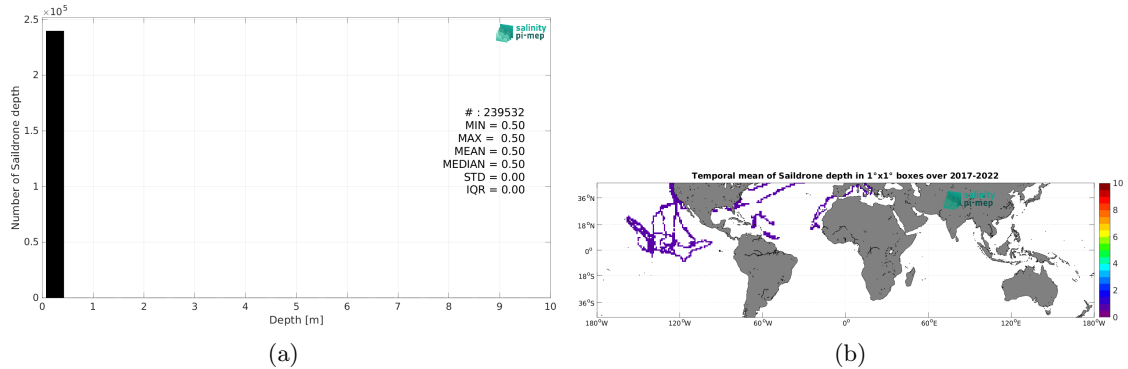 2.5 ×10⁵
2
1.5
1
0.5
0
Number of Saildrone depth
0 1 2 3 4 5 6 7 8 9 10
Depth [m]
salinity
pi-mep
# : 239532
MIN = 0.50
MAX = 0.50
MEAN = 0.50
MEDIAN = 0.50
STD = 0.00
IQR = 0.00
(a)
Temporal mean of Saildrone depth in 1°x1° boxes over 2017-2022
salinity
pi-mep
36°N
18°N
0°
18°S
36°S
180°W 120°W 60°W 0° 60°E 120°E 180°W
10
8
6
4
2
0
(b)